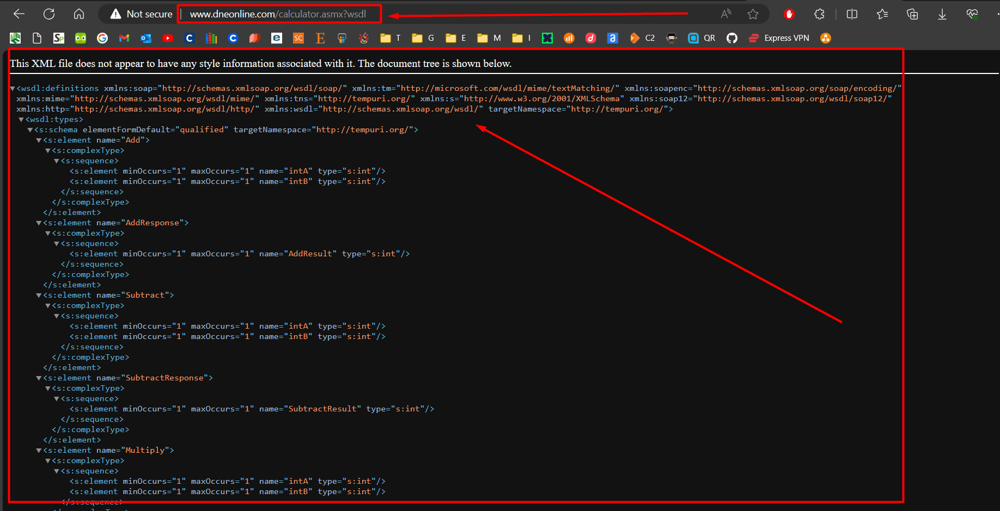 Not secure www.dneonline.com/calculator.asmx?wsdl
T G E M I C2 QR Express VPN
This XML file does not appear to have any style information associated with it. The document tree is shown below.
<wsdl:definitions xmlns:soap="http://schemas.xmlsoap.org/wsdl/soap/" xmlns:tm="http://microsoft.com/wsdl/mime/textMatching/" xmlns:soapenc="http://schemas.xmlsoap.org/soap/encoding/"
xmlns:mime="http://schemas.xmlsoap.org/wsdl/mime/" xmlns:tns="http://tempuri.org/" xmlns:s="http://www.w3.org/2001/XMLSchema" xmlns:soap12="http://schemas.xmlsoap.org/wsdl/soap12/"
xmlns:http="http://schemas.xmlsoap.org/wsdl/http/" xmlns:wsdl="http://schemas.xmlsoap.org/wsdl/" targetNamespace="http://tempuri.org/">
<wsdl:types>
<s:schema elementFormDefault="qualified" targetNamespace="http://tempuri.org/">
<s:element name="Add">
<s:complexType>
<s:sequence>
<s:element minOccurs="1" maxOccurs="1" name="intA" type="s:int"/>
<s:element minOccurs="1" maxOccurs="1" name="intB" type="s:int"/>
</s:sequence>
</s:complexType>
</s:element>
<s:element name="AddResponse">
<s:complexType>
<s:sequence>
<s:element minOccurs="1" maxOccurs="1" name="AddResult" type="s:int"/>
</s:sequence>
</s:complexType>
</s:element>
<s:element name="Subtract">
<s:complexType>
<s:sequence>
<s:element minOccurs="1" maxOccurs="1" name="intA" type="s:int"/>
<s:element minOccurs="1" maxOccurs="1" name="intB" type="s:int"/>
</s:sequence>
</s:complexType>
</s:element>
<s:element name="SubtractResponse">
<s:complexType>
<s:sequence>
<s:element minOccurs="1" maxOccurs="1" name="SubtractResult" type="s:int"/>
</s:sequence>
</s:complexType>
</s:element>
<s:element name="Multiply">
<s:complexType>
<s:sequence>
<s:element minOccurs="1" maxOccurs="1" name="intA" type="s:int"/>
<s:element minOccurs="1" maxOccurs="1" name="intB" type="s:int"/>
</s:sequence>